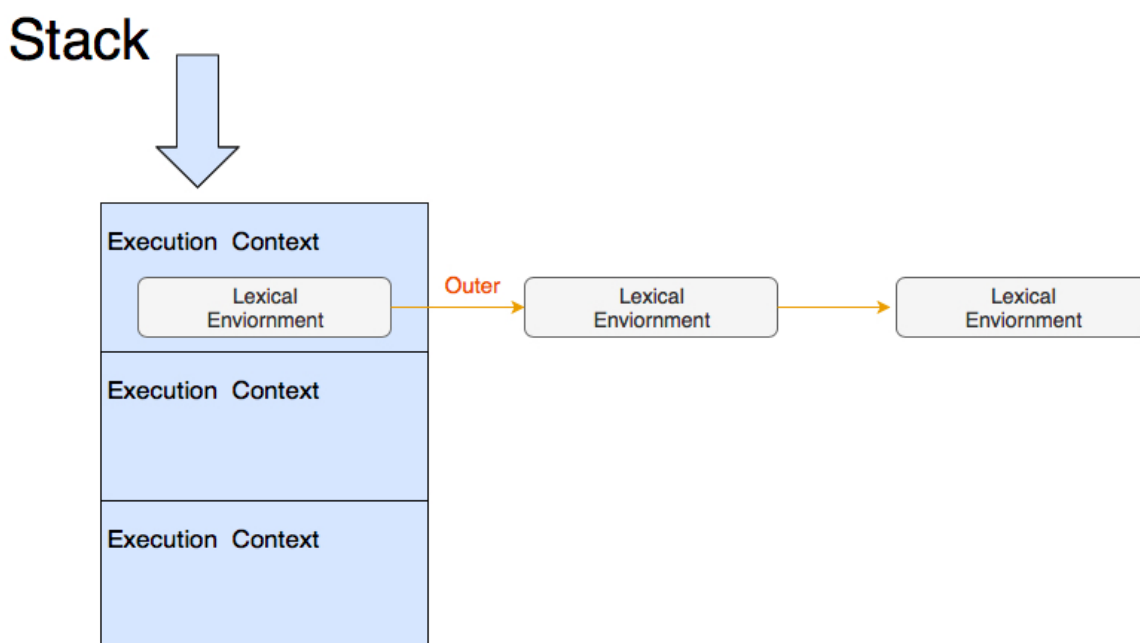 Stack
Execution Context
Lexical
Enviornment
Outer
Lexical
Enviornment
Lexical
Enviornment
Execution Context
Execution Context